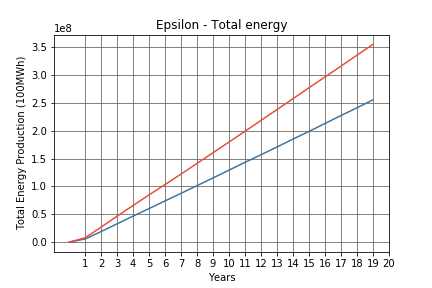 Epsilon - Total energy
1e8
3.5
3.0
2.5
2.0
1.5
1.0
0.5
0.0
Total Energy Production (100MWh)
1 2 3 4 5 6 7 8 9 10 11 12 13 14 15 16 17 18 19 20
Years